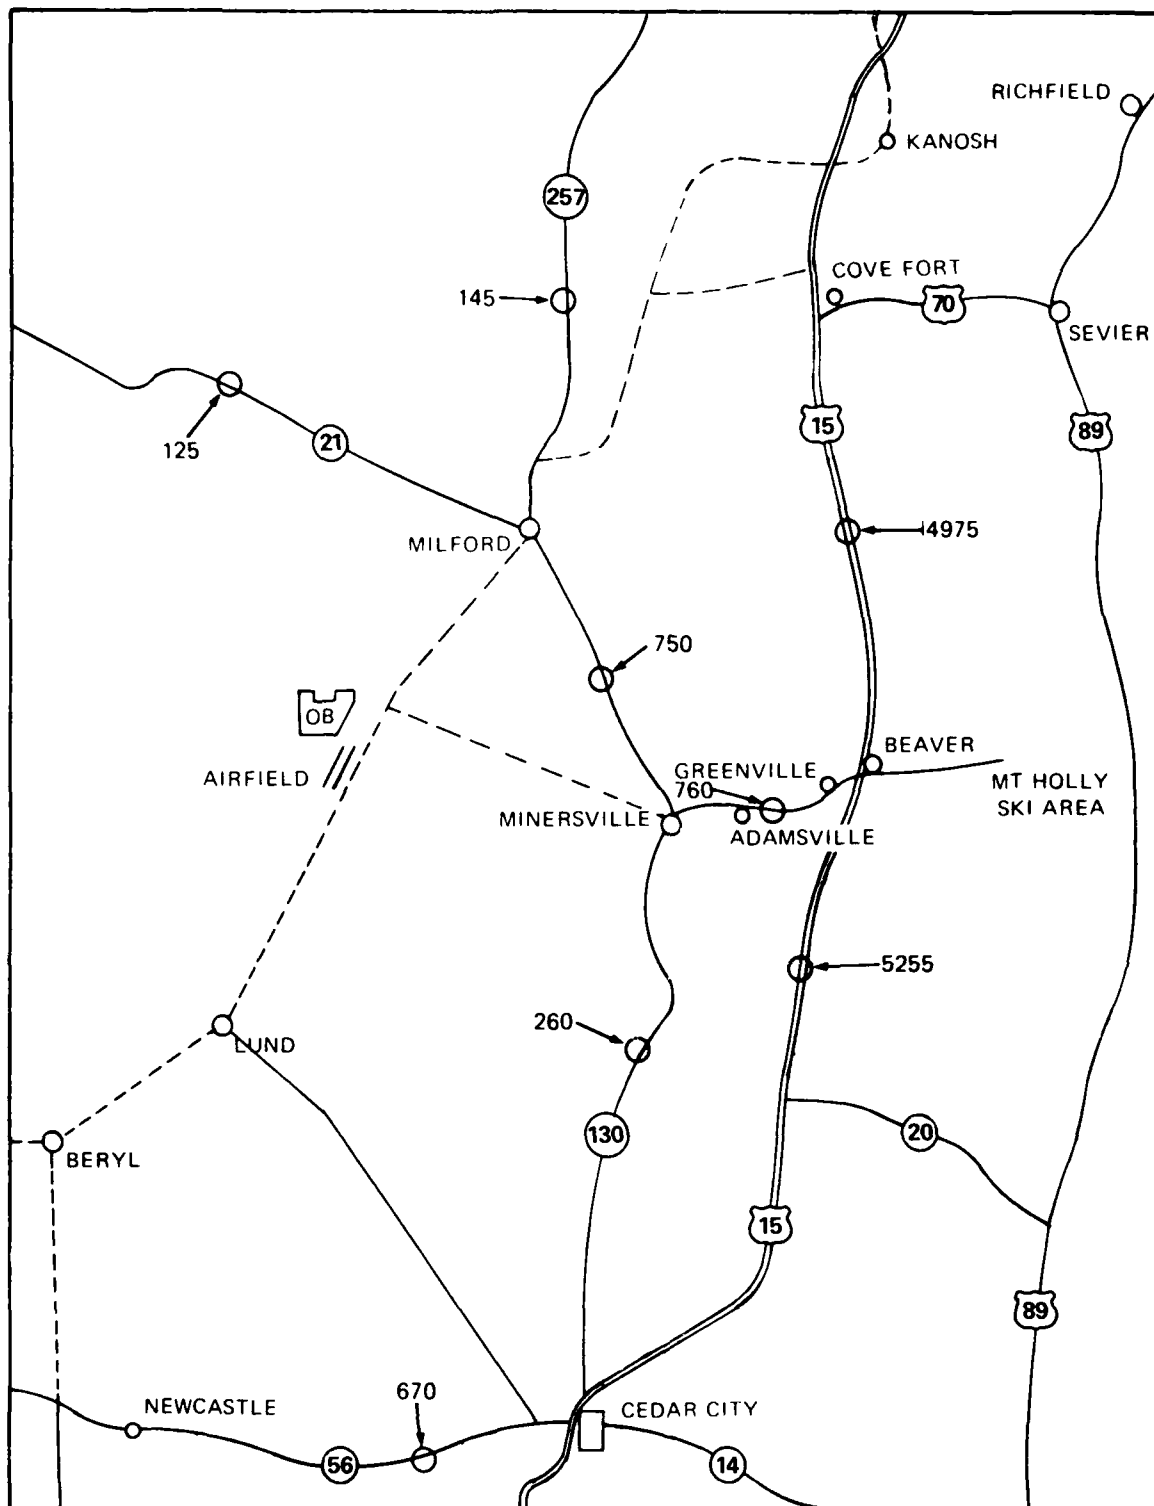 RICHFIELD
KANOSH
257
COVE FORT
145
70
SEVIER
125
21
15
89
MILFORD
4975
750
OB
BEAVER
GREENVILLE
AIRFIELD
760
MT HOLLY
SKI AREA
MINERSVILLE
ADAMSVILLE
5255
260
LUND
130
20
BERYL
15
89
670
NEWCASTLE
CEDAR CITY
56
14